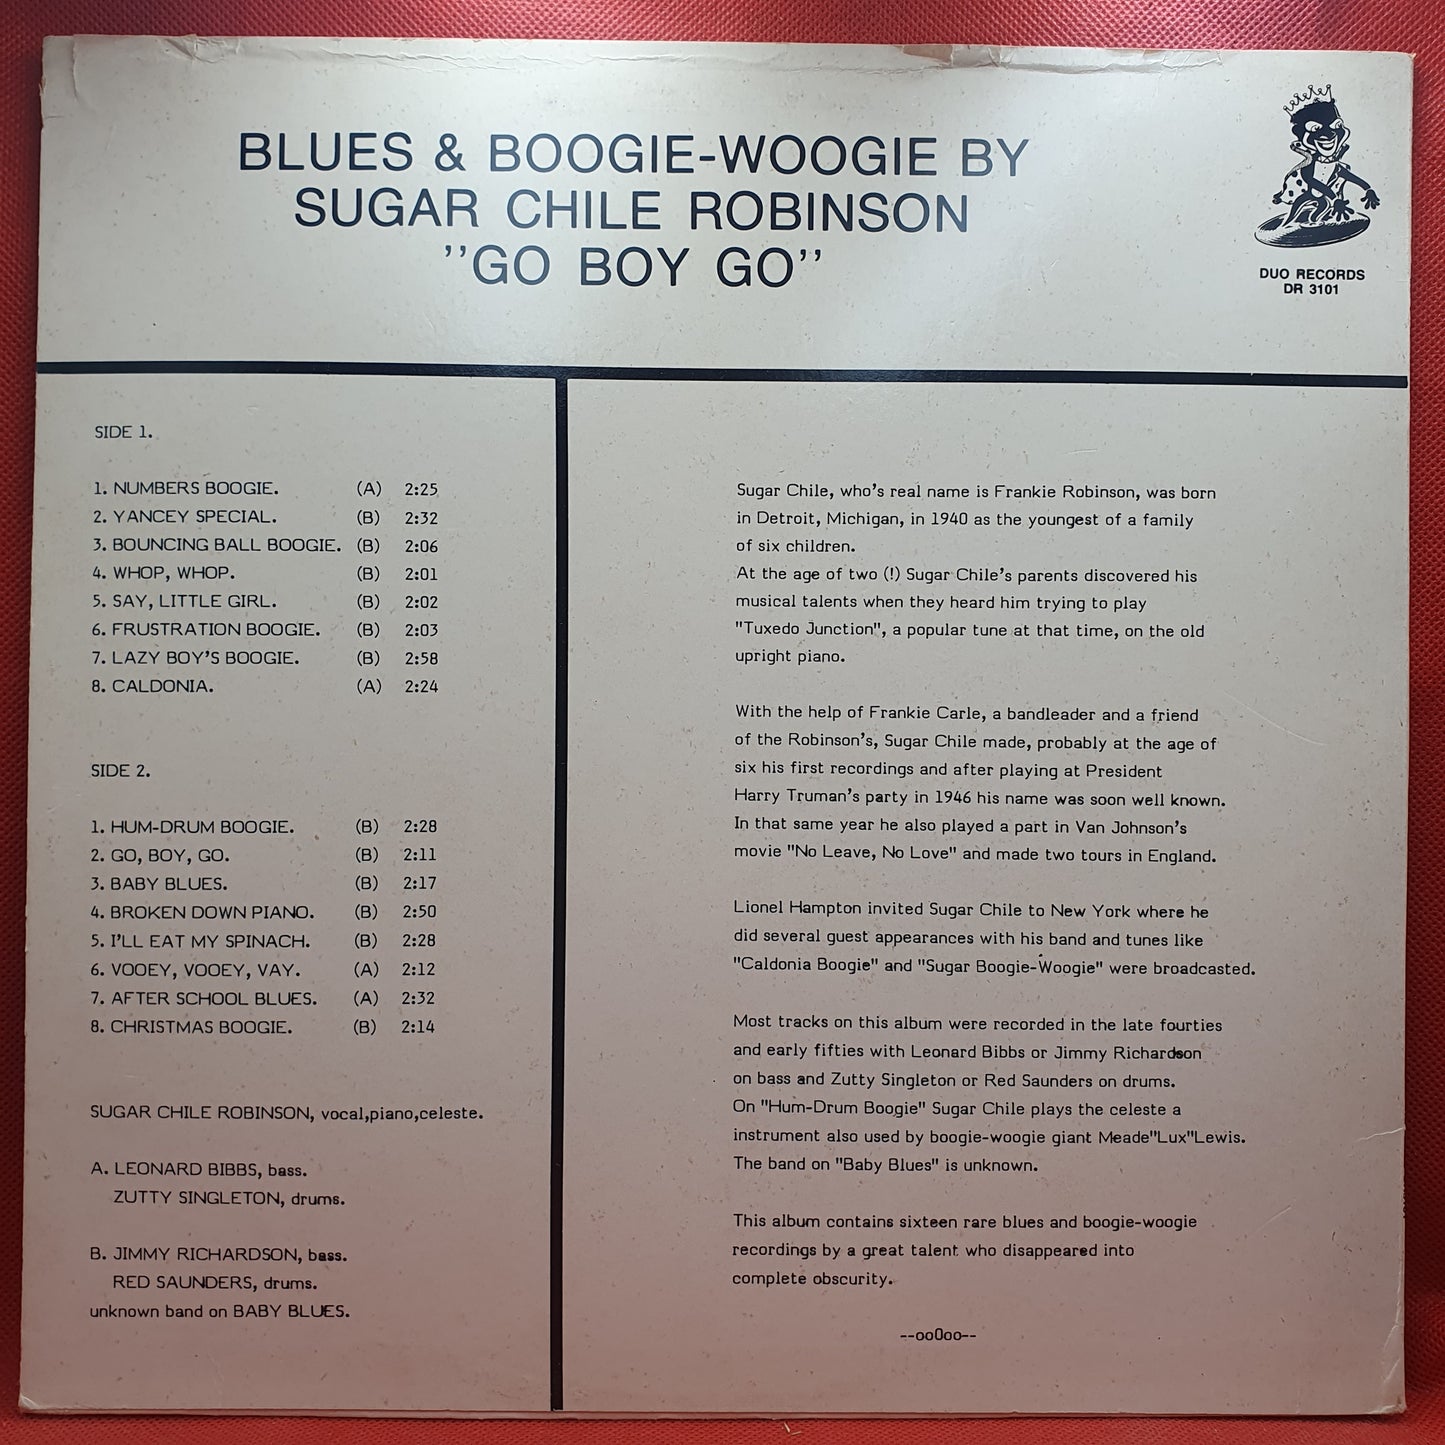 BLUES & BOOGIE-WOOGIE BY
SUGAR CHILE ROBINSON
"GO BOY GO"
DUO RECORDS
DR 3101
SIDE 1.
1. NUMBERS BOOGIE. (A) 2:25
2. YANCEY SPECIAL. (B) 2:32
3. BOUNCING BALL BOOGIE. (B) 2:06
4. WHOP, WHOP. (B) 2:01
5. SAY, LITTLE GIRL. (B) 2:02
6. FRUSTRATION BOOGIE. (B) 2:03
7. LAZY BOY'S BOOGIE. (B) 2:58
8. CALDONIA. (A) 2:24
SIDE 2.
1. HUM-DRUM BOOGIE. (B) 2:28
2. GO, BOY, GO. (B) 2:11
3. BABY BLUES. (B) 2:17
4. BROKEN DOWN PIANO. (B) 2:50
5. I'LL EAT MY SPINACH. (B) 2:28
6. VOOEY, VOOEY, VAY. (A) 2:12
7. AFTER SCHOOL BLUES. (A) 2:32
8. CHRISTMAS BOOGIE. (B) 2:14
SUGAR CHILE ROBINSON, vocal,piano,celeste.
A. LEONARD BIBBS, bass.
ZUTTY SINGLETON, drums.
B. JIMMY RICHARDSON, bass.
RED SAUNDERS, drums.
unknown band on BABY BLUES.
Sugar Chile, who's real name is Frankie Robinson, was born
in Detroit, Michigan, in 1940 as the youngest of a family
of six children.
At the age of two (!) Sugar Chile's parents discovered his
musical talents when they heard him trying to play
"Tuxedo Junction", a popular tune at that time, on the old
upright piano.
With the help of Frankie Carle, a bandleader and a friend
of the Robinson's, Sugar Chile made, probably at the age of
six his first recordings and after playing at President
Harry Truman's party in 1946 his name was soon well known.
In that same year he also played a part in Van Johnson's
movie "No Leave, No Love" and made two tours in England.
Lionel Hampton invited Sugar Chile to New York where he
did several guest appearances with his band and tunes like
"Caldonia Boogie" and "Sugar Boogie-Woogie" were broadcasted.
Most tracks on this album were recorded in the late fourties
and early fifties with Leonard Bibbs or Jimmy Richardson
on bass and Zutty Singleton or Red Saunders on drums.
On "Hum-Drum Boogie" Sugar Chile plays the celeste a
instrument also used by boogie-woogie giant Meade"Lux"Lewis.
The band on "Baby Blues" is unknown.
This album contains sixteen rare blues and boogie-woogie
recordings by a great talent who disappeared into
complete obscurity.
--ooOoo--